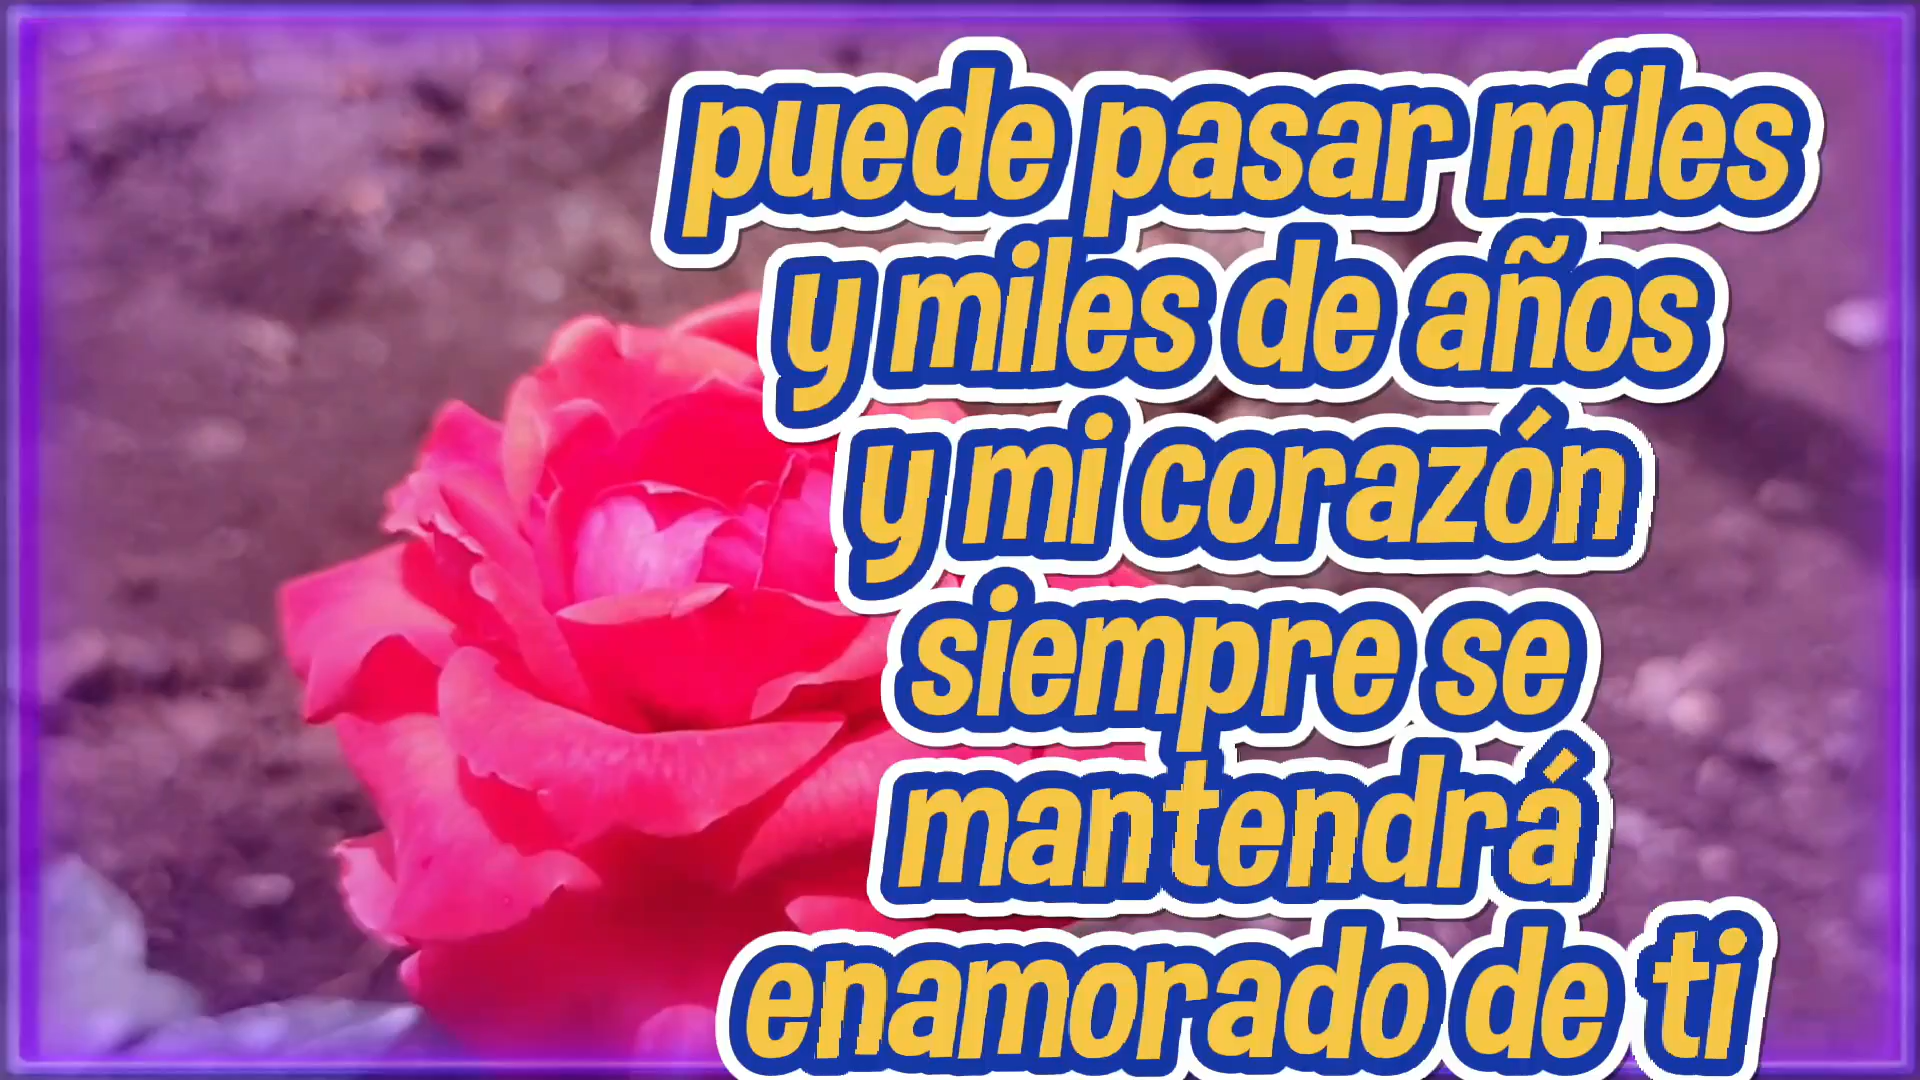 puede pasar miles
y miles de años
y mi corazón
siempre se
mantendrá
enamorado de ti